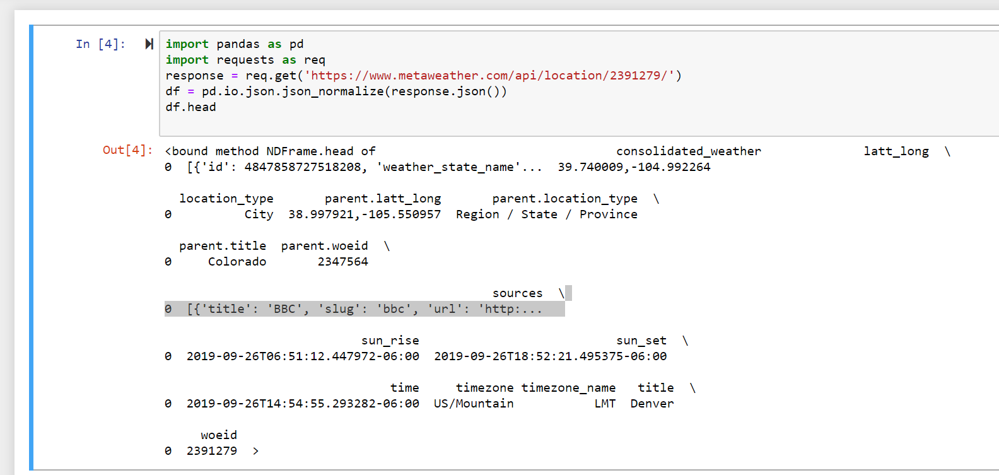 In [4]:
import pandas as pd
import requests as req
response = req.get('https://www.metaweather.com/api/location/2391279/')
df = pd.io.json.json_normalize(response.json())
df.head
Out[4]: <bound method NDFrame.head of consolidated_weather latt_long \
0 [{'id': 4847858727518208, 'weather_state_name'... 39.740009,-104.992264
location_type parent.latt_long parent.location_type \
0 City 38.997921,-105.550957 Region / State / Province
parent.title parent.woeid \
0 Colorado 2347564
sources \
0 [{'title': 'BBC', 'slug': 'bbc', 'url': 'http:...
sun_rise sun_set \
0 2019-09-26T06:51:12.447972-06:00 2019-09-26T18:52:21.495375-06:00
time timezone timezone_name title \
0 2019-09-26T14:54:55.293282-06:00 US/Mountain LMT Denver
woeid
0 2391279 >